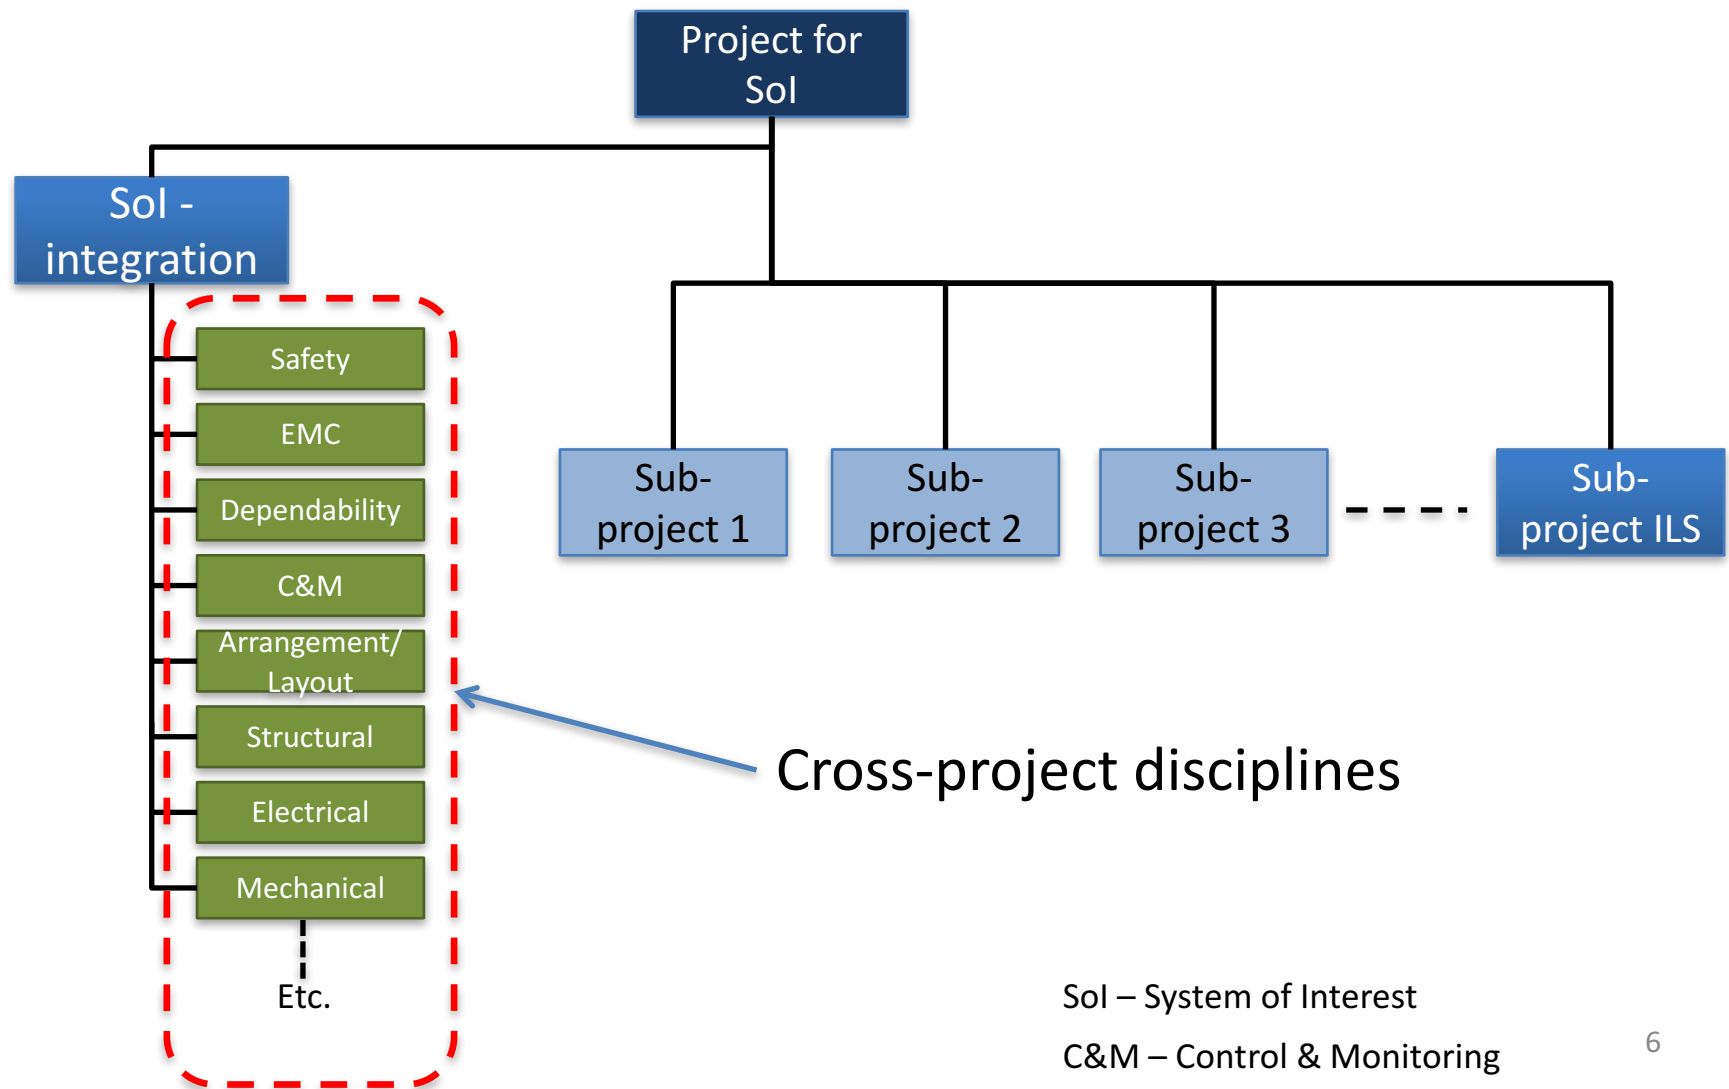 Project for
SoI
SoI -
integration
Safety
EMC
Dependability
C&M
Arrangement/
Layout
Structural
Electrical
Mechanical
Etc.
Sub-
project 1
Sub-
project 2
Sub-
project 3
Sub-
project ILS
Cross-project disciplines
SoI – System of Interest
C&M – Control & Monitoring
6